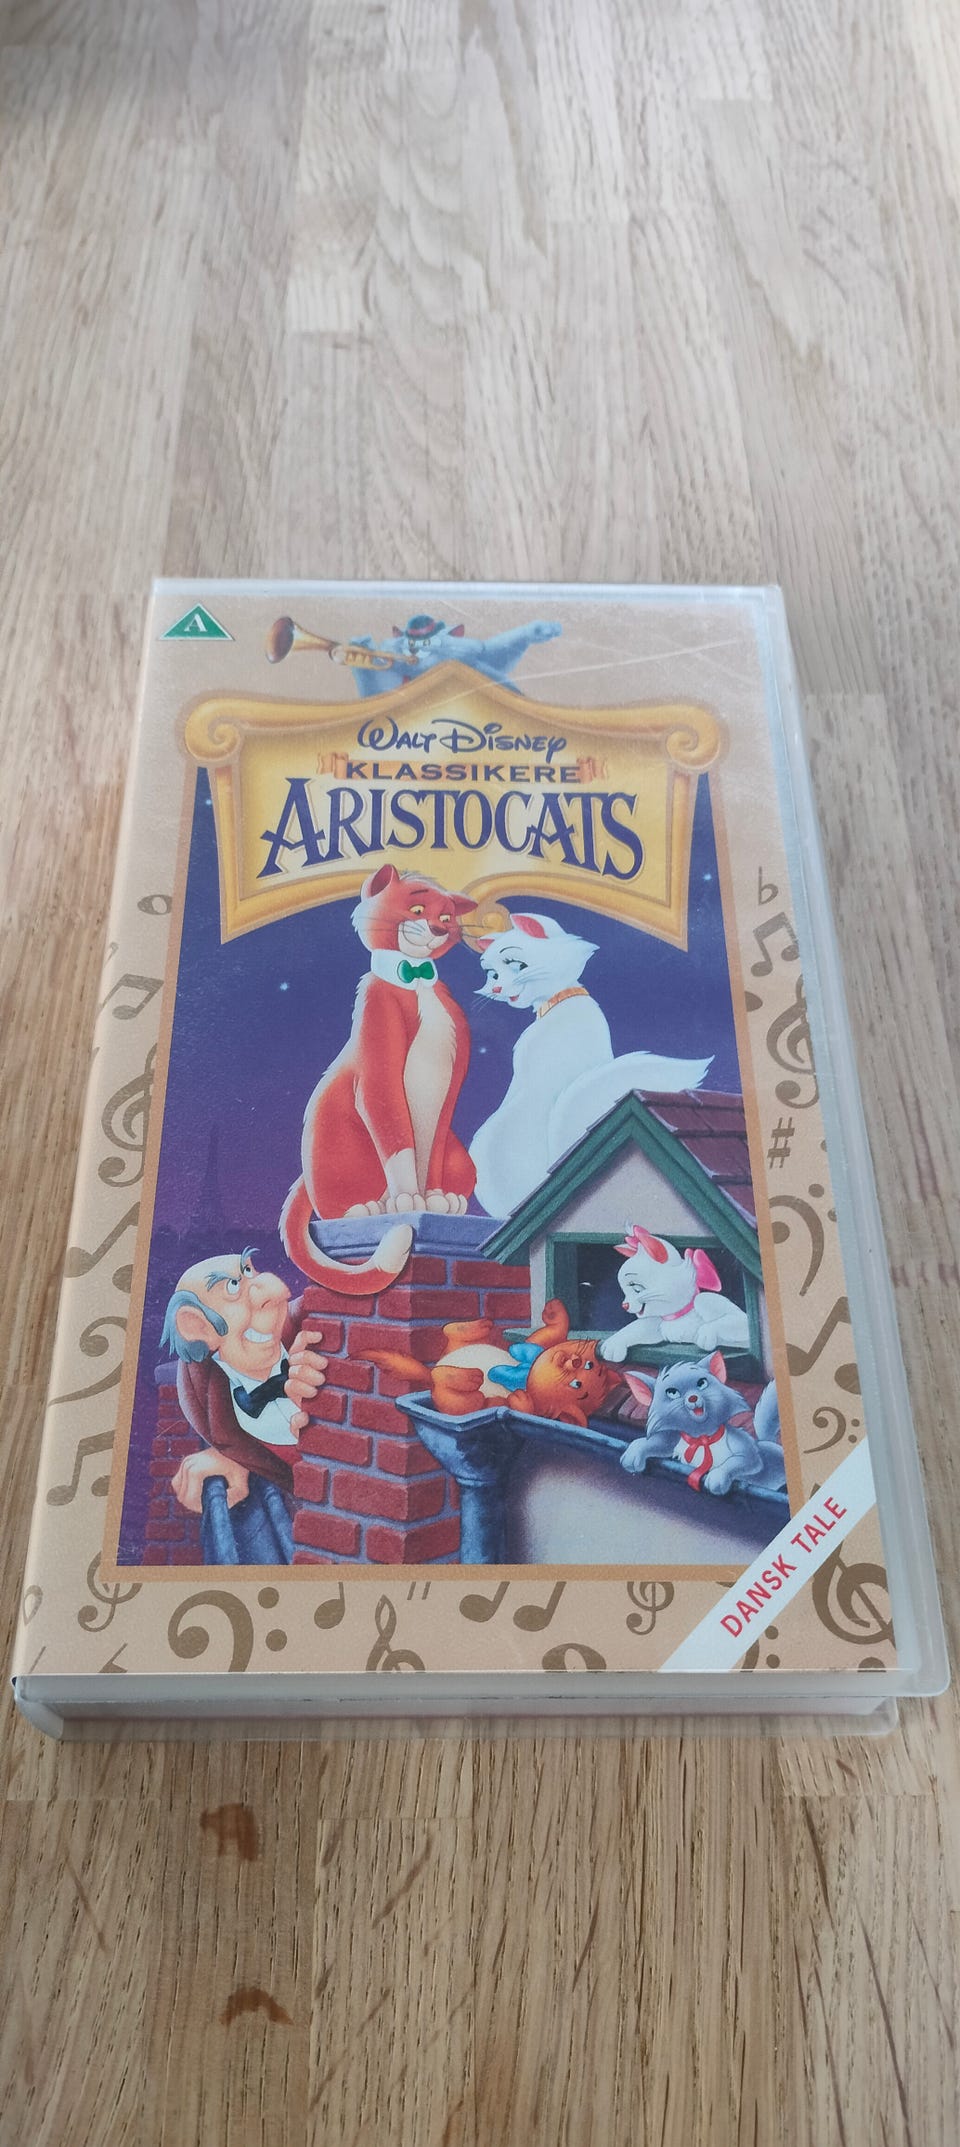 A
WALT DISNEY
KLASSIKERE
ARISTOCATS
DANSK TALE